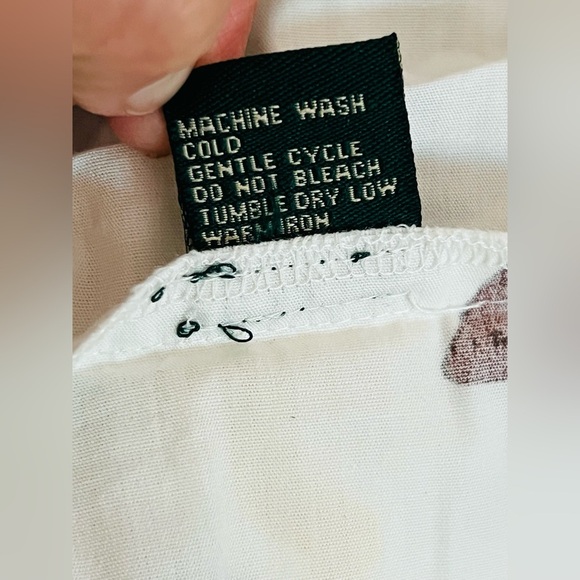 MACHINE WASH
COLD
GENTLE CYCLE
DO NOT BLEACH
TUMBLE DRY LOW
WARM IRON